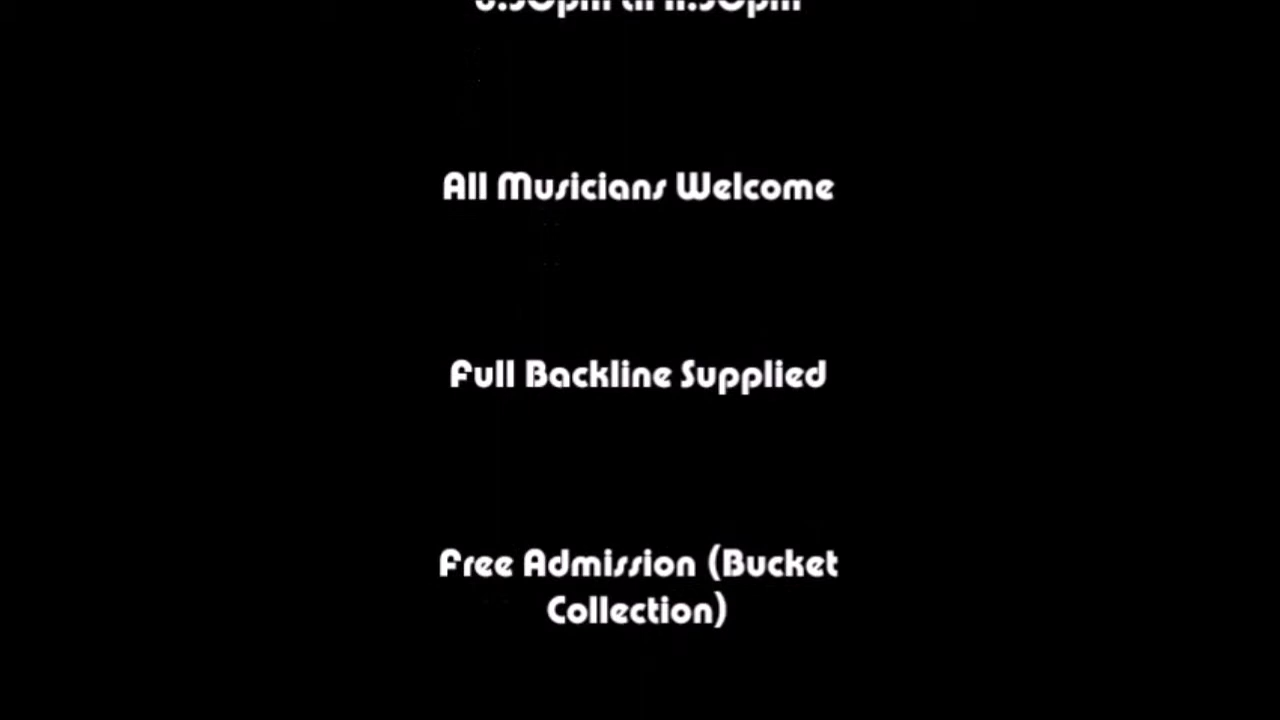 All Musicians Welcome
Full Backline Supplied
Free Admission (Bucket
Collection)